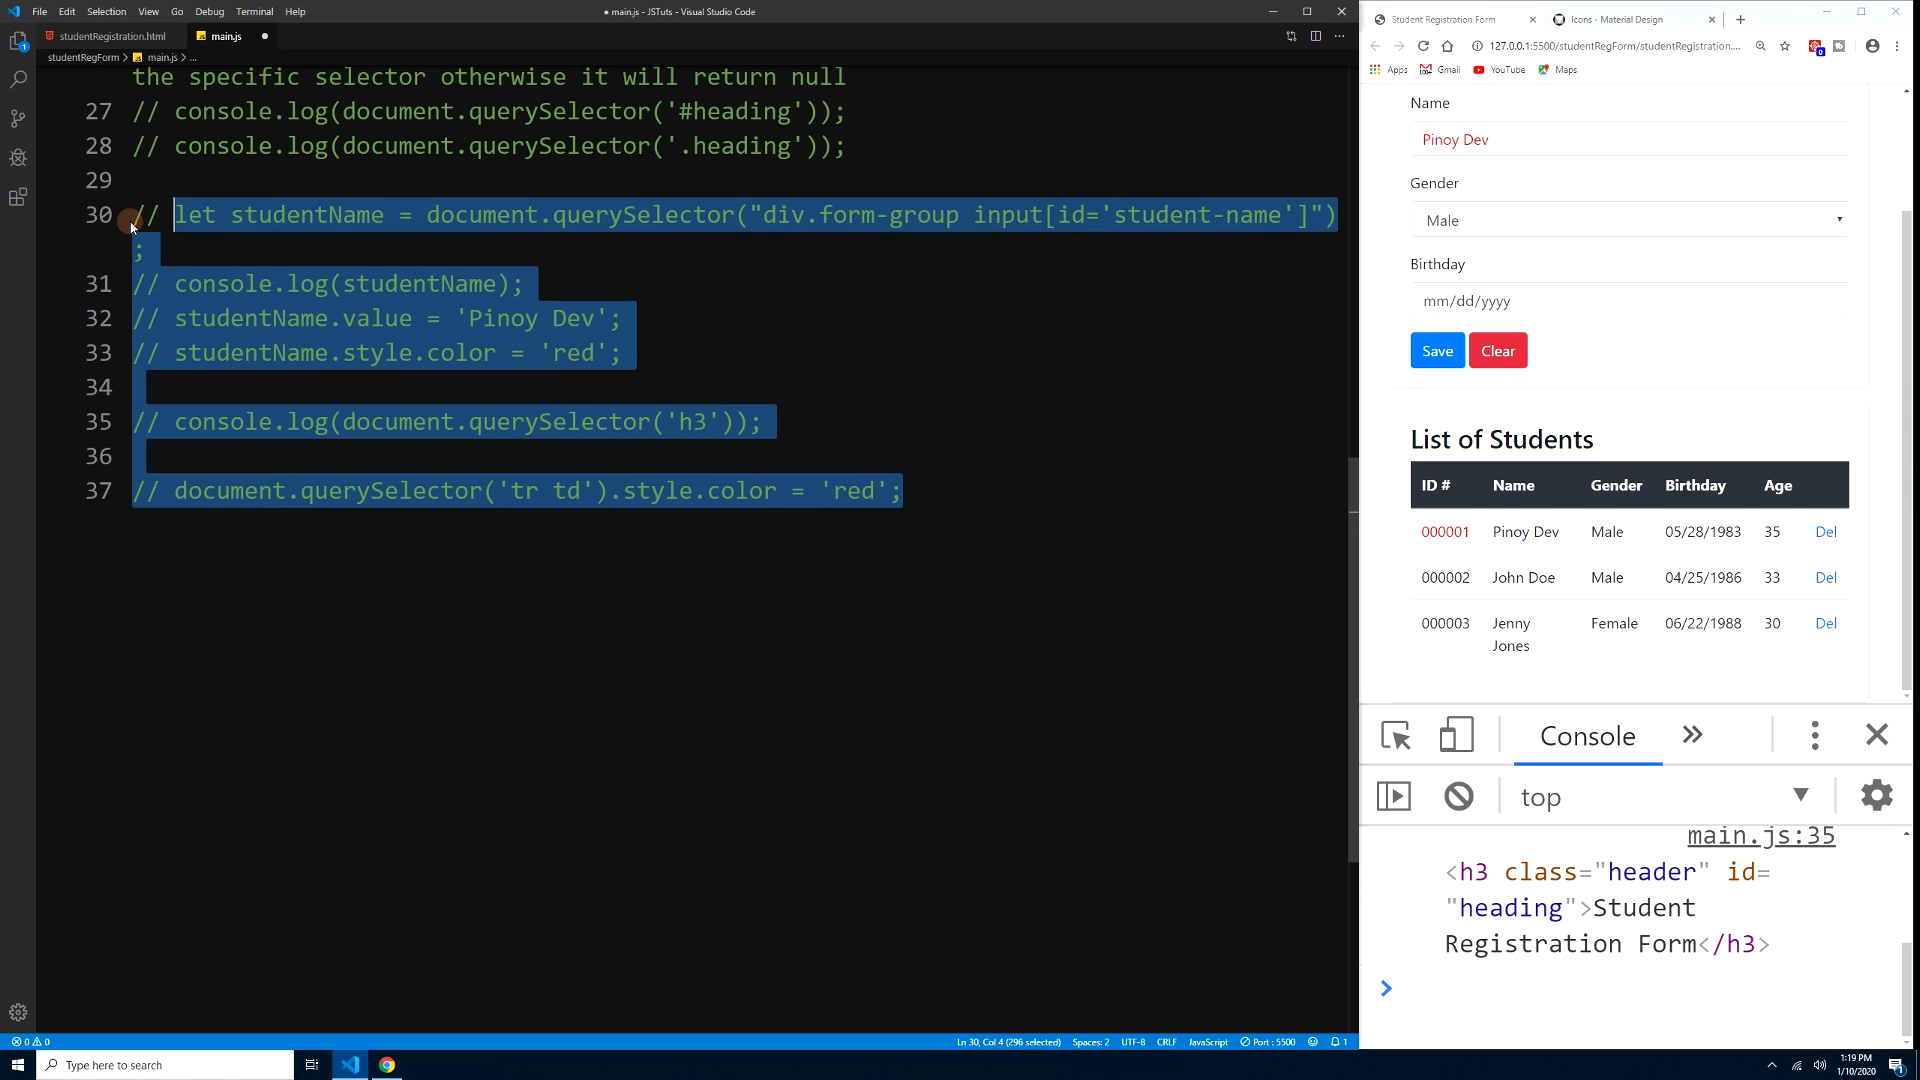 File Edit Selection View Go Debug Terminal Help
● main.js - JSTuts - Visual Studio Code
studentRegistration.html
JS main.js ●
studentRegForm > JS main.js > ...
the specific selector otherwise it will return null
27 // console.log(document.querySelector('#heading'));
28 // console.log(document.querySelector('.heading'));
29
30 // let studentName = document.querySelector("div.form-group input[id='student-name']")
;
31 // console.log(studentName);
32 // studentName.value = 'Pinoy Dev';
33 // studentName.style.color = 'red';
34
35 // console.log(document.querySelector('h3'));
36
37 // document.querySelector('tr td').style.color = 'red';
1
0 0
Ln 30, Col 4 (296 selected) Spaces: 2 UTF-8 CRLF JavaScript Port : 5500 1
Student Registration Form
Icons - Material Design
127.0.0.1:5500/studentRegForm/studentRegistration....
0
Apps Gmail YouTube Maps
Name
Pinoy Dev
Gender
Male
Birthday
mm/dd/yyyy
Save Clear
List of Students
ID # Name Gender Birthday Age
000001 Pinoy Dev Male 05/28/1983 35 Del
000002 John Doe Male 04/25/1986 33 Del
000003 Jenny Jones Female 06/22/1988 30 Del
Console »
top
main.js:35
<h3 class="header" id=
"heading">Student
Registration Form</h3>
>
Type here to search
1:19 PM
1/10/2020
1